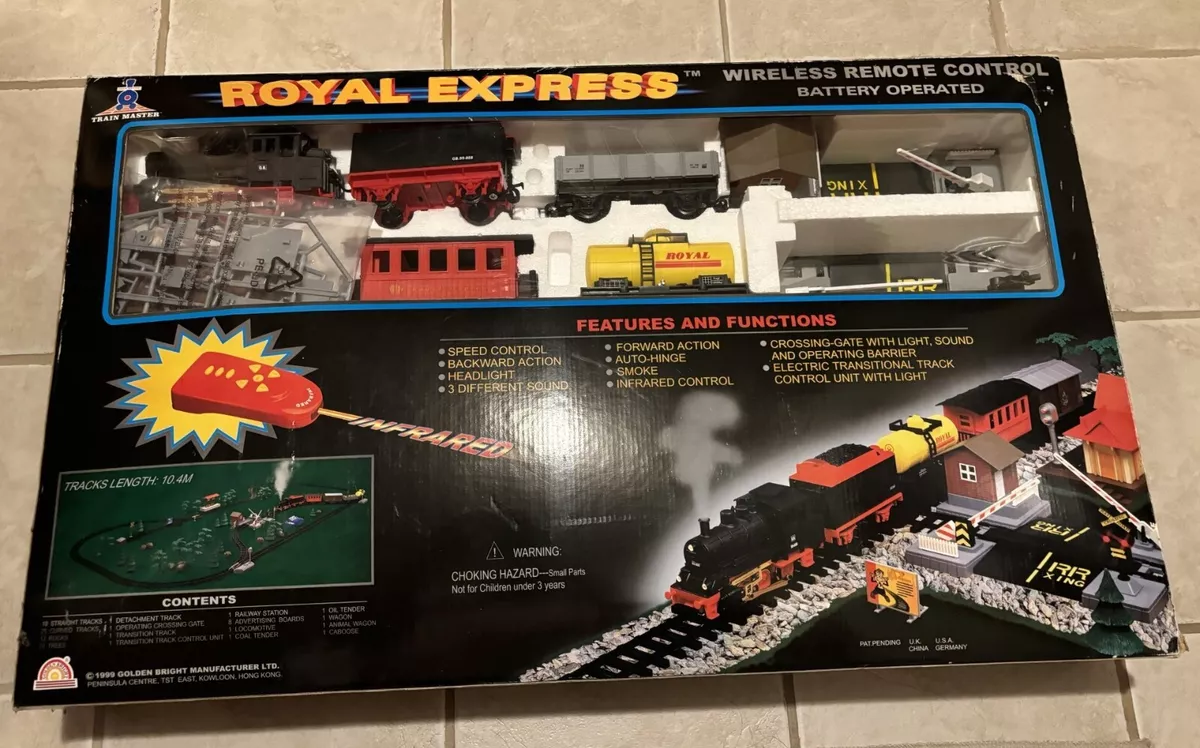 TRAIN MASTER
ROYAL EXPRESS™
WIRELESS REMOTE CONTROL
BATTERY OPERATED
XING
ROYAL
RR
FEATURES AND FUNCTIONS
• SPEED CONTROL
• BACKWARD ACTION
• HEADLIGHT
• 3 DIFFERENT SOUND
• FORWARD ACTION
• AUTO-HINGE
• SMOKE
• INFRARED CONTROL
• CROSSING-GATE WITH LIGHT, SOUND
AND OPERATING BARRIER
• ELECTRIC TRANSITIONAL TRACK
CONTROL UNIT WITH LIGHT
INFRARED
TRACKS LENGTH: 10.4M
ROYAL
RR
XING
WARNING:
CHOKING HAZARD—Small Parts
Not for Children under 3 years
CONTENTS
STRAIGHT TRACKS
CURVED TRACKS
TREES
1 DETACHMENT TRACK
1 OPERATING CROSSING GATE
1 TRANSITION TRACK
1 TRANSITION TRACK CONTROL UNIT
1 RAILWAY STATION
8 ADVERTISING BOARDS
1 LOCOMOTIVE
1 COAL TENDER
1 OIL TENDER
1 WAGON
1 ANIMAL WAGON
1 CABOOSE
PAT.PENDING U.K. U.S.A.
CHINA GERMANY
©1999 GOLDEN BRIGHT MANUFACTURER LTD.
PENINSULA CENTRE, TST EAST, KOWLOON, HONG KONG.